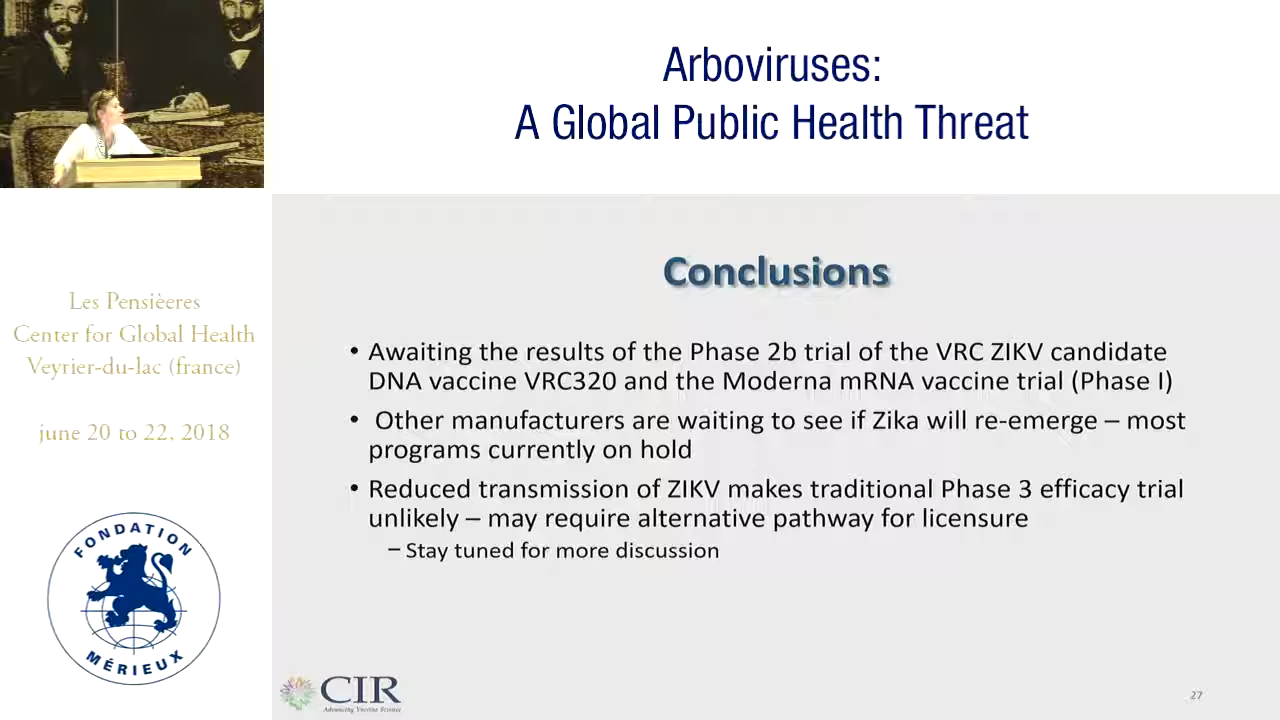 Arboviruses:
A Global Public Health Threat
Les Pensièeres
Center for Global Health
Veyrier-du-lac (france)
june 20 to 22, 2018
FONDATION
MÉRIEUX
Conclusions
• Awaiting the results of the Phase 2b trial of the VRC ZIKV candidate
DNA vaccine VRC320 and the Moderna mRNA vaccine trial (Phase I)
• Other manufacturers are waiting to see if Zika will re-emerge – most
programs currently on hold
• Reduced transmission of ZIKV makes traditional Phase 3 efficacy trial
unlikely – may require alternative pathway for licensure
– Stay tuned for more discussion
CIR
Advancing Vaccine Science
27